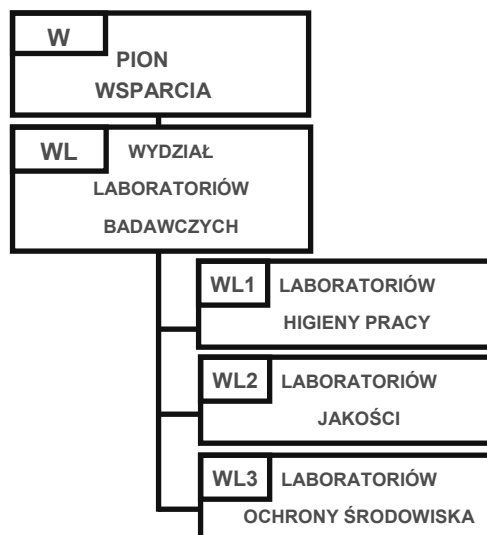 W
PION
WSPARCIA
WL WYDZIAŁ
LABORATORIÓW
BADAWCZYCH
WL1 LABORATORIÓW
HIGIENY PRACY
WL2 LABORATORIÓW
JAKOŚCI
WL3 LABORATORIÓW
OCHRONY ŚRODOWISKA